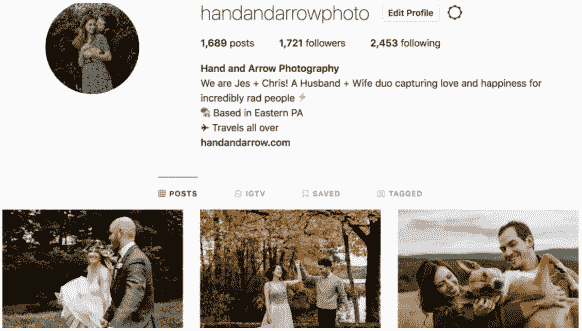 handandarrowphoto Edit Profile
1,689 posts 1,721 followers 2,453 following
Hand and Arrow Photography
We are Jes + Chris! A Husband + Wife duo capturing love and happiness for
incredibly rad people ⚡
Based in Eastern PA
✈ Travels all over
handandarrow.com
POSTS IGTV SAVED TAGGED